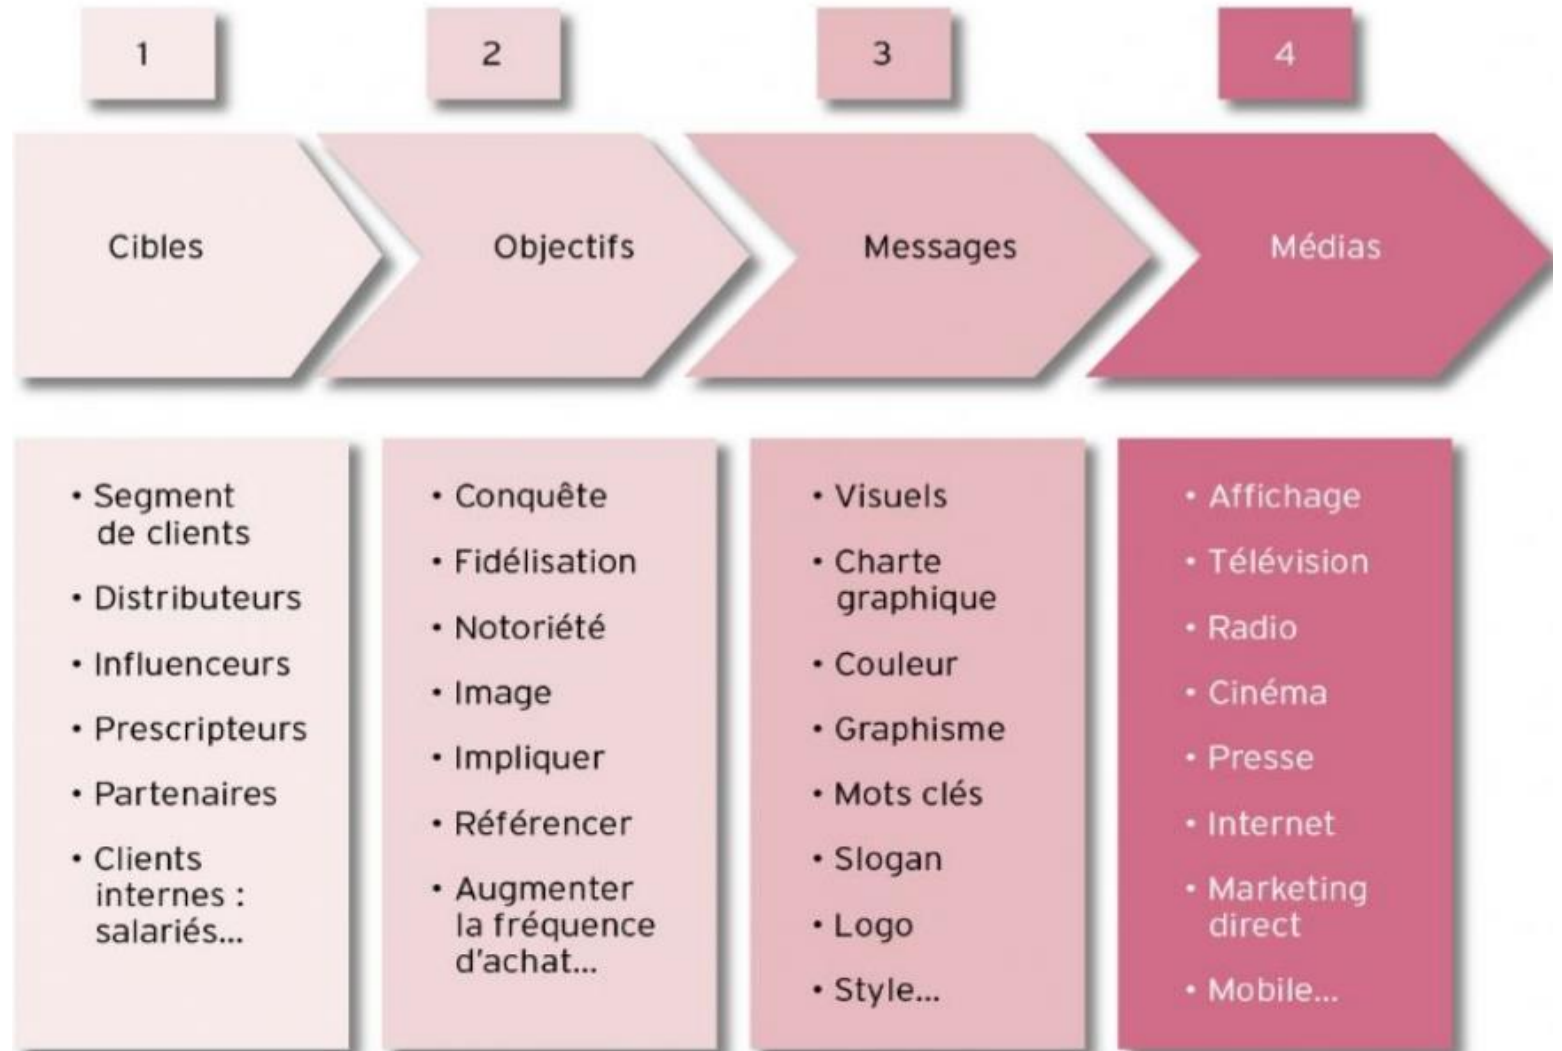 1
2
3
4
Cibles
Objectifs
Messages
Médias
• Segment
de clients
• Distributeurs
• Influenceurs
• Prescripteurs
• Partenaires
• Clients
internes :
salariés...
• Conquête
• Fidélisation
• Notoriété
• Image
• Impliquer
• Référencer
• Augmenter
la fréquence
d'achat...
• Visuels
• Charte
graphique
• Couleur
• Graphisme
• Mots clés
• Slogan
• Logo
• Style...
• Affichage
• Télévision
• Radio
• Cinéma
• Presse
• Internet
• Marketing
direct
• Mobile...